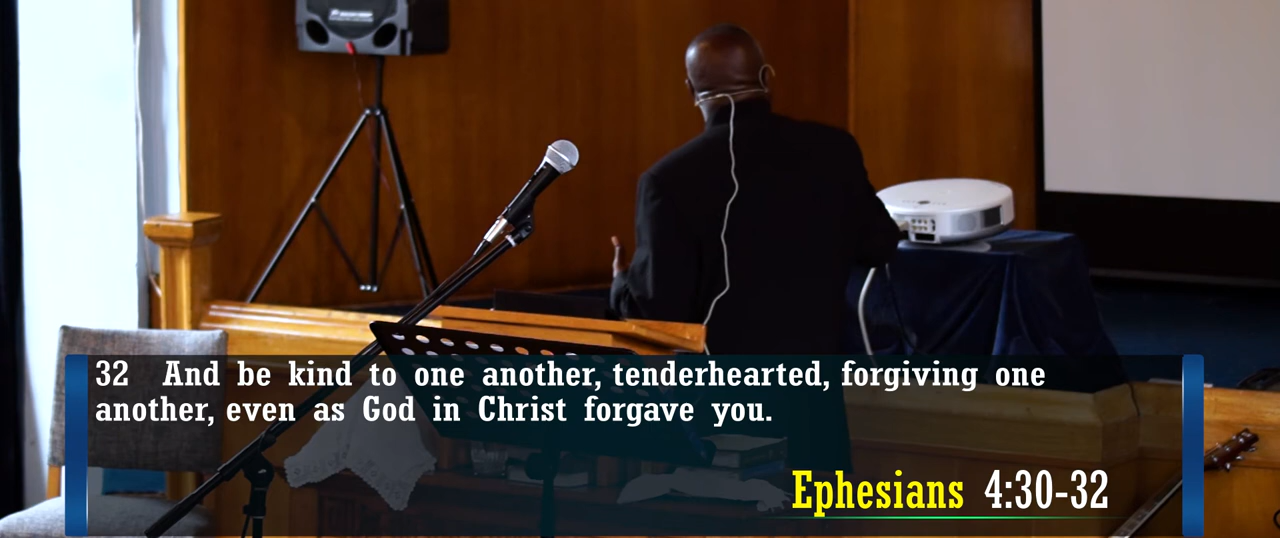 32 And be kind to one another, tenderhearted, forgiving one
another, even as God in Christ forgave you.
Ephesians 4:30-32